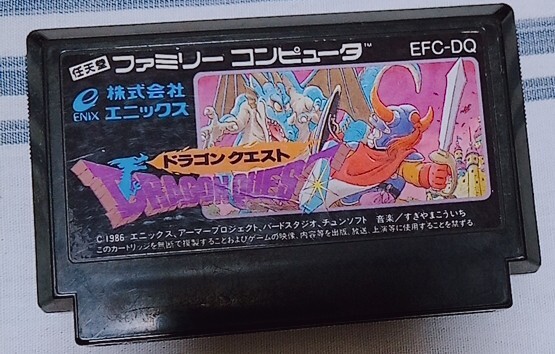 任天堂 ファミリー コンピュータ™ EFC-DQ
ENIX
株式会社
エニックス
ドラゴン クエスト
DRAGON QUEST
© 1986 エニックス、アーマープロジェクト、バードスタジオ、チュンソフト 音楽/すぎやまこういち
このカートリッジを無断で複製することおよびゲームの映像、内容等を出版、放送、上演等に使用することを禁ずる。